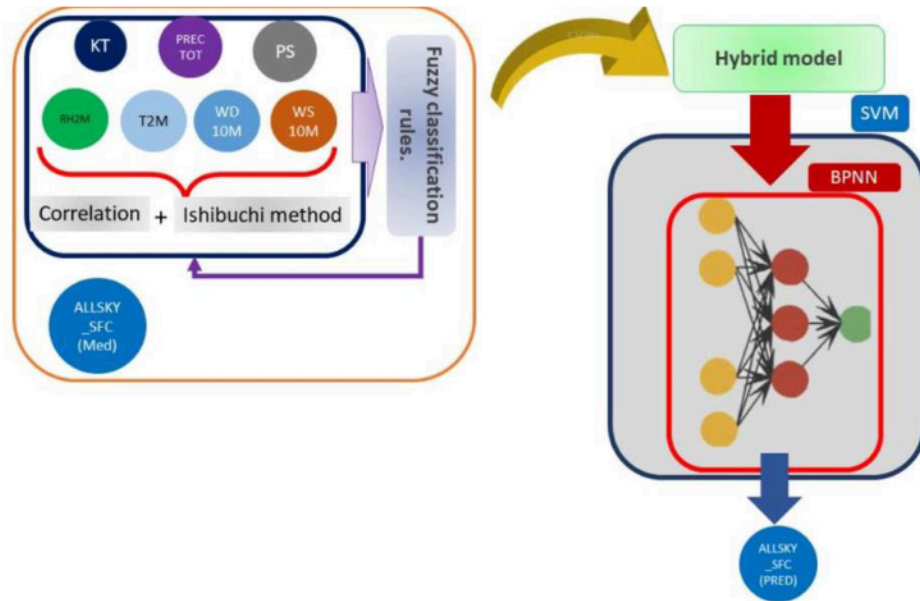 KT
PREC
TOT
PS
RH2M
T2M
WD
10M
WS
10M
Correlation + Ishibuchi method
Fuzzy classification
rules.
ALLSKY
_SFC
(Med)
Hybrid model
SVM
BPNN
ALLSKY
_SFC
(PRED)